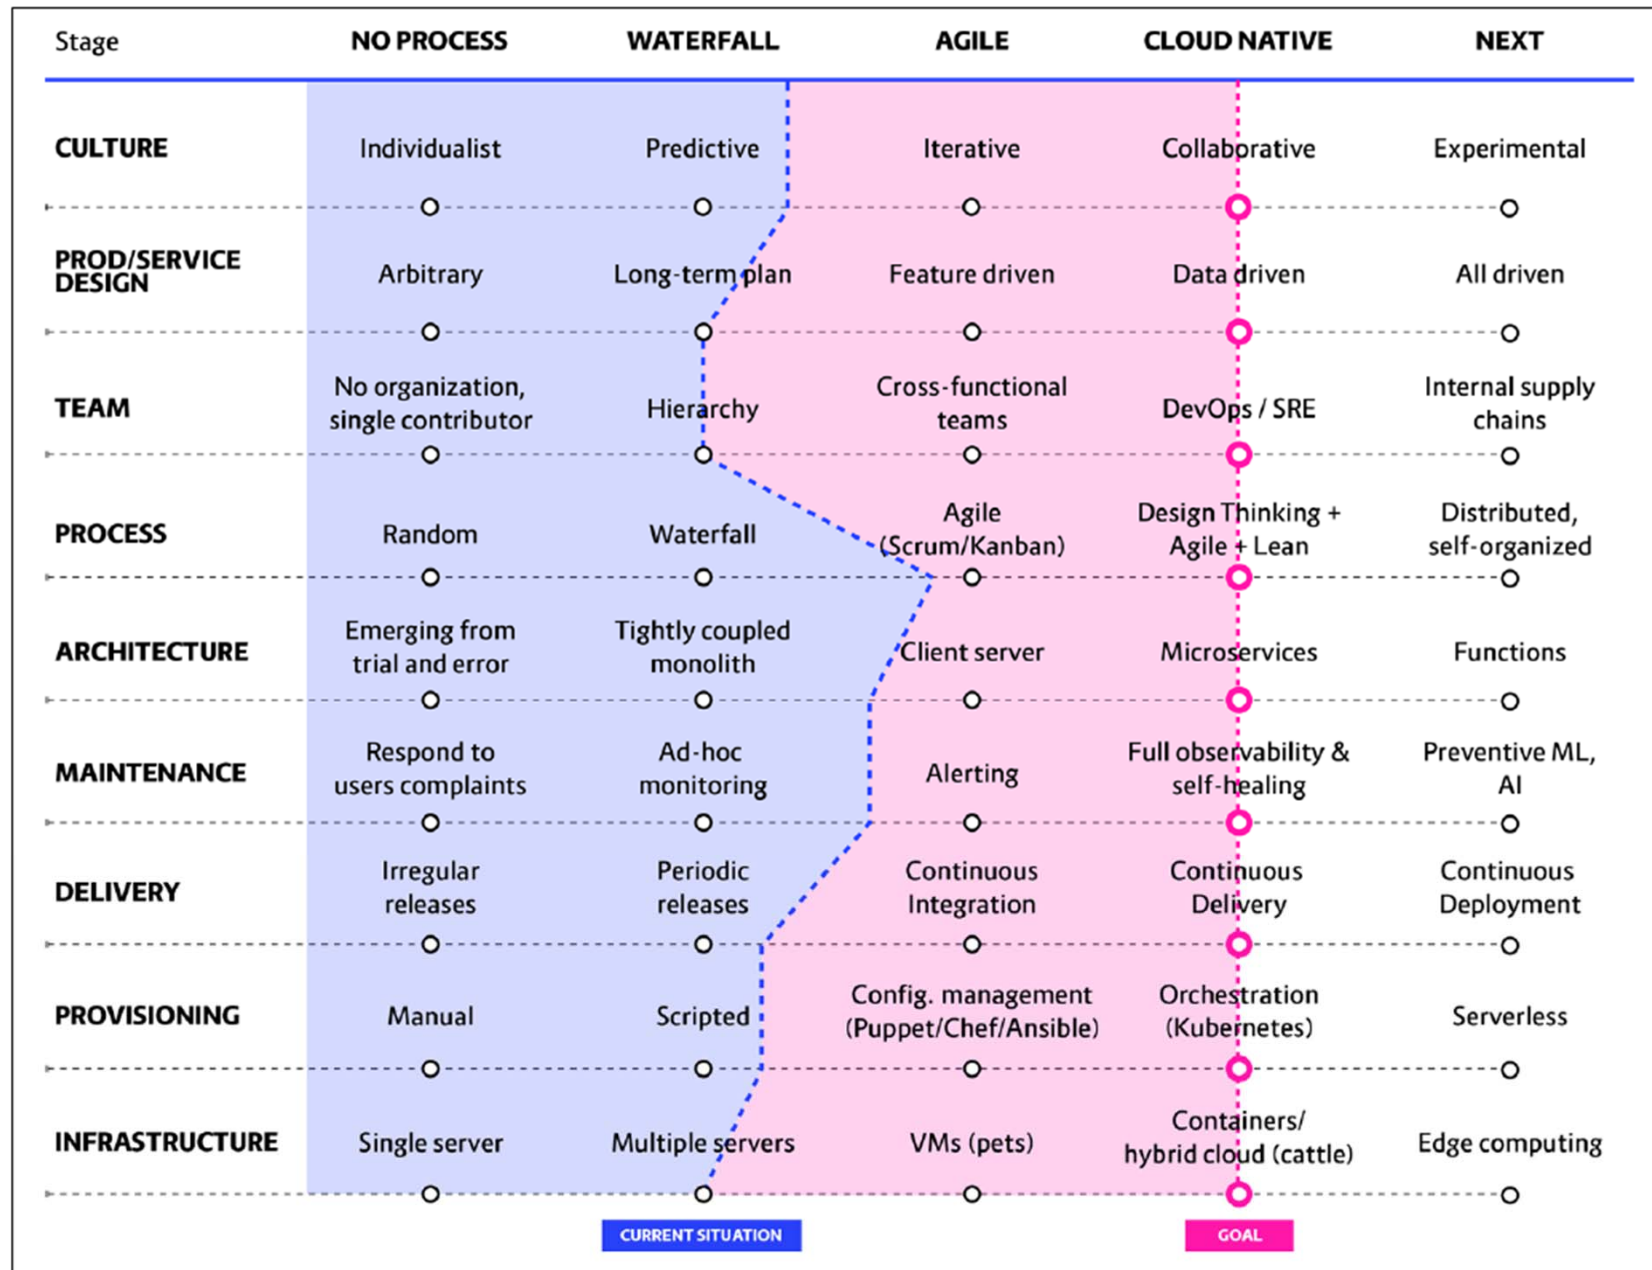 Stage NO PROCESS WATERFALL AGILE CLOUD NATIVE NEXT
CULTURE Individualist Predictive Iterative Collaborative Experimental
PROD/SERVICE
DESIGN Arbitrary Long-term plan Feature driven Data driven All driven
No organization, Cross-functional Internal supply
TEAM Hierarchy DevOps / SRE
single contributor teams chains
Agile Design Thinking + Distributed,
PROCESS Random Waterfall
(Scrum/Kanban) Agile + Lean self-organized
Emerging from Tightly coupled
ARCHITECTURE Client server Microservices Functions
trial and error monolith
Respond to Ad-hoc Full observability & Preventive ML,
MAINTENANCE Alerting
users complaints monitoring self-healing AI
Irregular Periodic Continuous Continuous Continuous
DELIVERY
releases releases Integration Delivery Deployment
Config. management Orchestration
PROVISIONING Manual Scripted Serverless
(Puppet/Chef/Ansible) (Kubernetes)
Containers/
INFRASTRUCTURE Single server Multiple servers VMs (pets) Edge computing
hybrid cloud (cattle)
CURRENT SITUATION GOAL